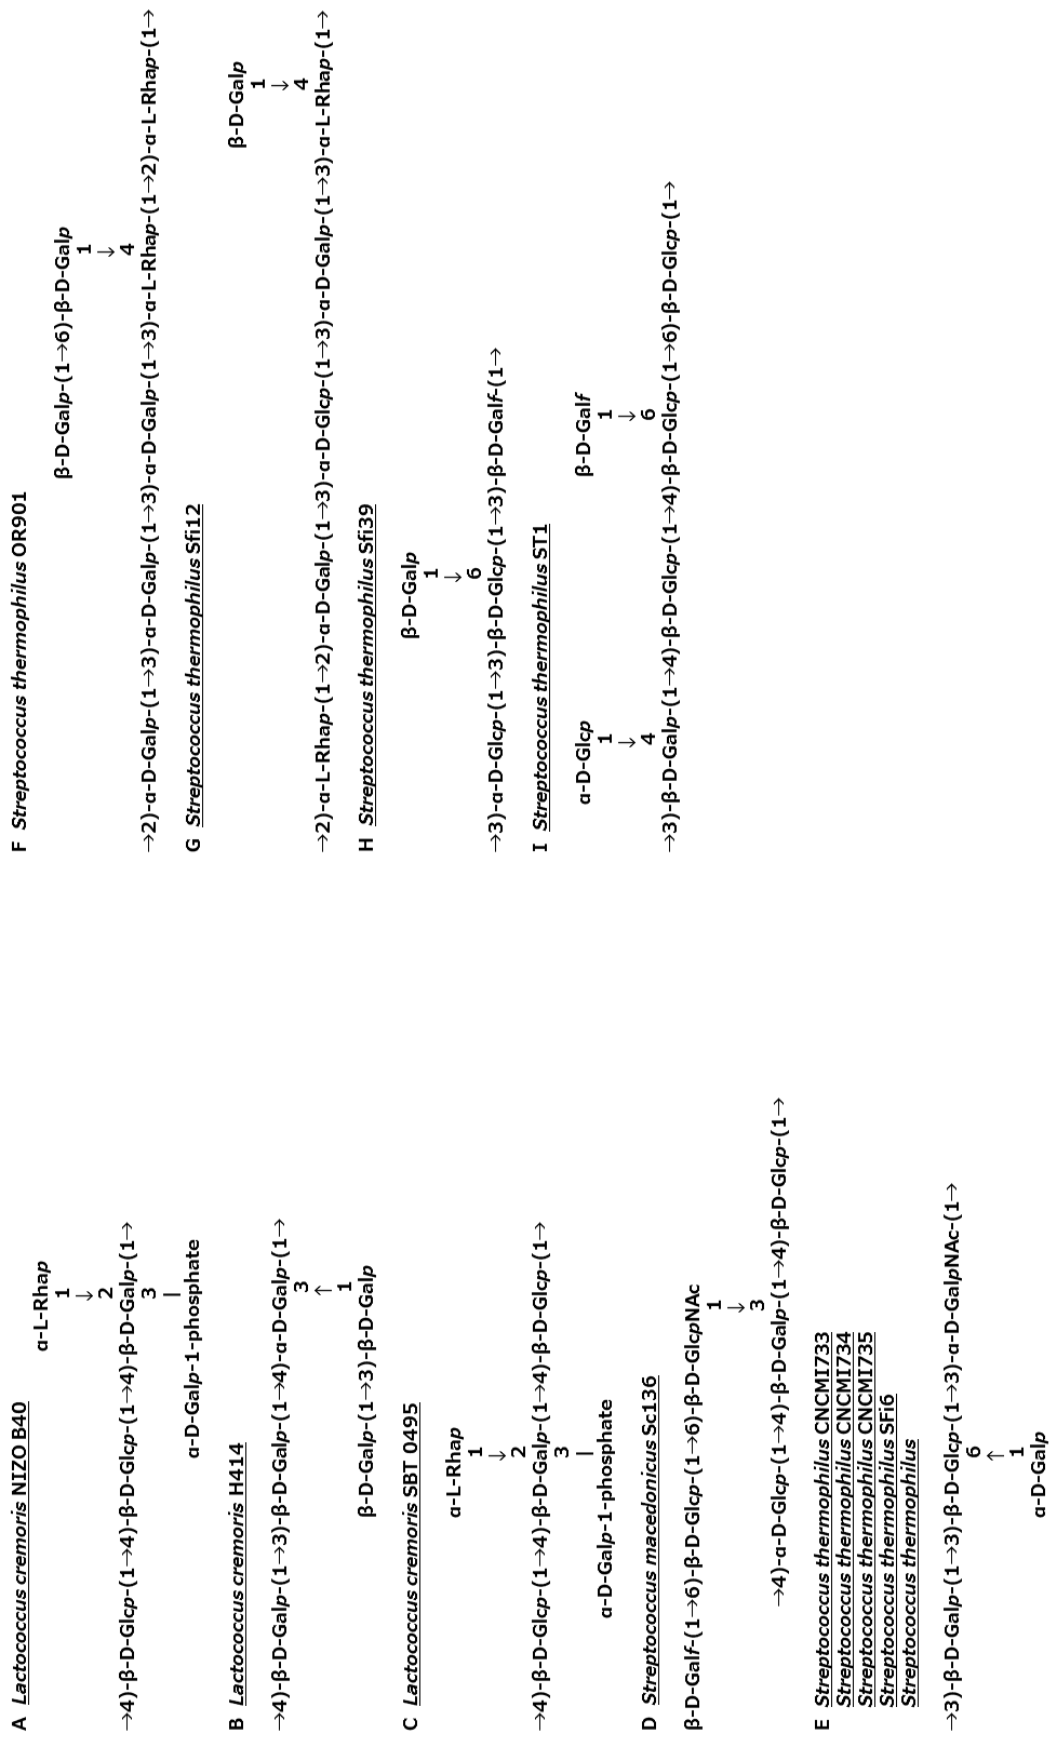 A Lactococcus cremoris NIZO B40
α-L-Rhap
1
↓
2
→4)-β-D-Glcp-(1→4)-β-D-Glcp-(1→4)-β-D-Galp-(1→
3
|
α-D-Galp-1-phosphate
B Lactococcus cremoris H414
→4)-β-D-Galp-(1→3)-β-D-Galp-(1→4)-α-D-Galp-(1→
3
↑
1
β-D-Galp-(1→3)-β-D-Galp
C Lactococcus cremoris SBT 0495
α-L-Rhap
1
↓
2
→4)-β-D-Glcp-(1→4)-β-D-Galp-(1→4)-β-D-Glcp-(1→
3
|
α-D-Galp-1-phosphate
D Streptococcus macedonicus Sc136
β-D-Galf-(1→6)-β-D-Glcp-(1→6)-β-D-GlcpNAc
1
↓
3
→4)-α-D-Glcp-(1→4)-β-D-Galp-(1→4)-β-D-Glcp-(1→
E Streptococcus thermophilus CNCMI733
Streptococcus thermophilus CNCMI734
Streptococcus thermophilus CNCMI735
Streptococcus thermophilus SFi6
Streptococcus thermophilus
→3)-β-D-Galp-(1→3)-β-D-Glcp-(1→3)-α-D-GalpNAc-(1→
6
↑
1
α-D-Galp
F Streptococcus thermophilus OR901
β-D-Galp-(1→6)-β-D-Galp
1
↓
4
→2)-α-D-Galp-(1→3)-α-D-Galp-(1→3)-α-D-Galp-(1→3)-α-L-Rhap-(1→2)-α-L-Rhap-(1→
G Streptococcus thermophilus Sfi12
β-D-Galp
1
↓
4
→2)-α-L-Rhap-(1→2)-α-D-Galp-(1→3)-α-D-Glcp-(1→3)-α-D-Galp-(1→3)-α-L-Rhap-(1→
H Streptococcus thermophilus Sfi39
β-D-Galp
1
↓
6
→3)-α-D-Glcp-(1→3)-β-D-Glcp-(1→3)-β-D-Galf-(1→
I Streptococcus thermophilus ST1
α-D-Glcp β-D-Galf
1 1
↓ ↓
4 6
→3)-β-D-Galp-(1→4)-β-D-Glcp-(1→4)-β-D-Glcp-(1→6)-β-D-Glcp-(1→